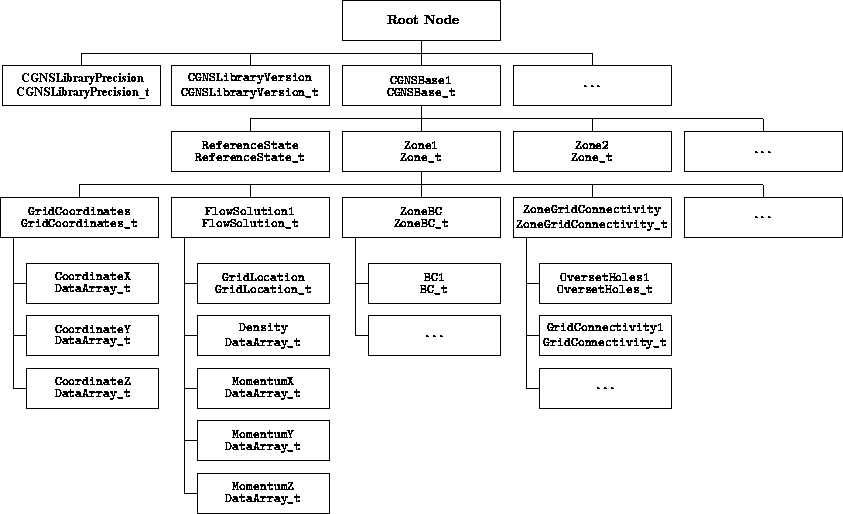 Root Node
CGNSLibraryPrecision
CGNSLibraryPrecision_t
CGNSLibraryVersion
CGNSLibraryVersion_t
CGNSBase1
CGNSBase_t
...
ReferenceState
ReferenceState_t
Zone1
Zone_t
Zone2
Zone_t
...
GridCoordinates
GridCoordinates_t
FlowSolution1
FlowSolution_t
ZoneBC
ZoneBC_t
ZoneGridConnectivity
ZoneGridConnectivity_t
...
CoordinateX
DataArray_t
GridLocation
GridLocation_t
BC1
BC_t
OversetHoles1
OversetHoles_t
CoordinateY
DataArray_t
Density
DataArray_t
...
GridConnectivity1
GridConnectivity_t
CoordinateZ
DataArray_t
MomentumX
DataArray_t
...
MomentumY
DataArray_t
MomentumZ
DataArray_t